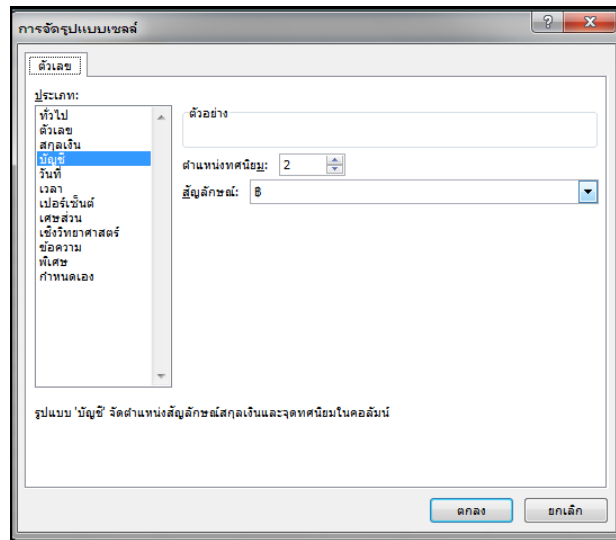 การจัดรูปแบบเซลล์
ตัวเลข
ประเภท:
ทั่วไป
ตัวเลข
สกุลเงิน
บัญชี
วันที่
เวลา
เปอร์เซ็นต์
เศษส่วน
เชิงวิทยาศาสตร์
ข้อความ
พิเศษ
กำหนดเอง
ตัวอย่าง
ตำแหน่งทศนิยม: 2
สัญลักษณ์: ฿
รูปแบบ 'บัญชี' จัดตำแหน่งสัญลักษณ์สกุลเงินและจุดทศนิยมในคอลัมน์
ตกลง ยกเลิก